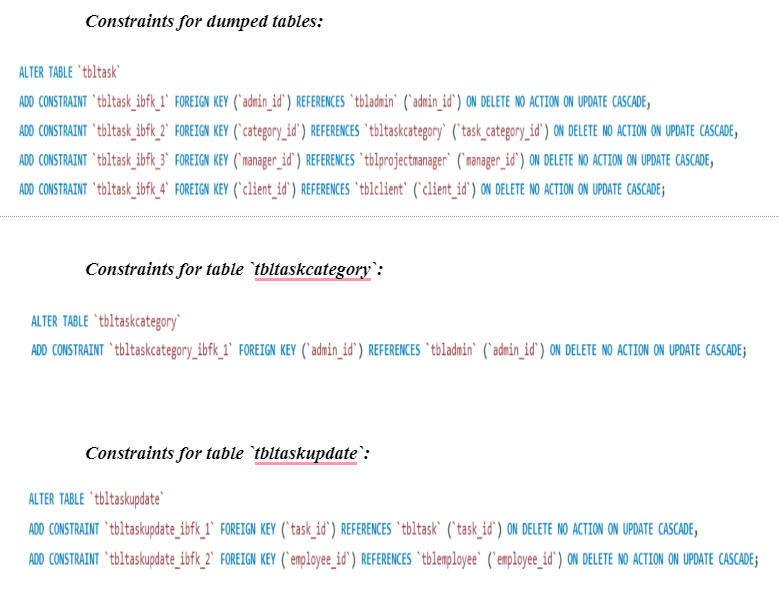 Constraints for dumped tables:
ALTER TABLE `tbltask`
ADD CONSTRAINT `tbltask_ibfk_1` FOREIGN KEY (`admin_id`) REFERENCES `tbladmin` (`admin_id`) ON DELETE NO ACTION ON UPDATE CASCADE,
ADD CONSTRAINT `tbltask_ibfk_2` FOREIGN KEY (`category_id`) REFERENCES `tbltaskcategory` (`task_category_id`) ON DELETE NO ACTION ON UPDATE CASCADE,
ADD CONSTRAINT `tbltask_ibfk_3` FOREIGN KEY (`manager_id`) REFERENCES `tblprojectmanager` (`manager_id`) ON DELETE NO ACTION ON UPDATE CASCADE,
ADD CONSTRAINT `tbltask_ibfk_4` FOREIGN KEY (`client_id`) REFERENCES `tblclient` (`client_id`) ON DELETE NO ACTION ON UPDATE CASCADE;
Constraints for table `tbltaskcategory`:
ALTER TABLE `tbltaskcategory`
ADD CONSTRAINT `tbltaskcategory_ibfk_1` FOREIGN KEY (`admin_id`) REFERENCES `tbladmin` (`admin_id`) ON DELETE NO ACTION ON UPDATE CASCADE;
Constraints for table `tbltaskupdate`:
ALTER TABLE `tbltaskupdate`
ADD CONSTRAINT `tbltaskupdate_ibfk_1` FOREIGN KEY (`task_id`) REFERENCES `tbltask` (`task_id`) ON DELETE NO ACTION ON UPDATE CASCADE,
ADD CONSTRAINT `tbltaskupdate_ibfk_2` FOREIGN KEY (`employee_id`) REFERENCES `tblemployee` (`employee_id`) ON DELETE NO ACTION ON UPDATE CASCADE;